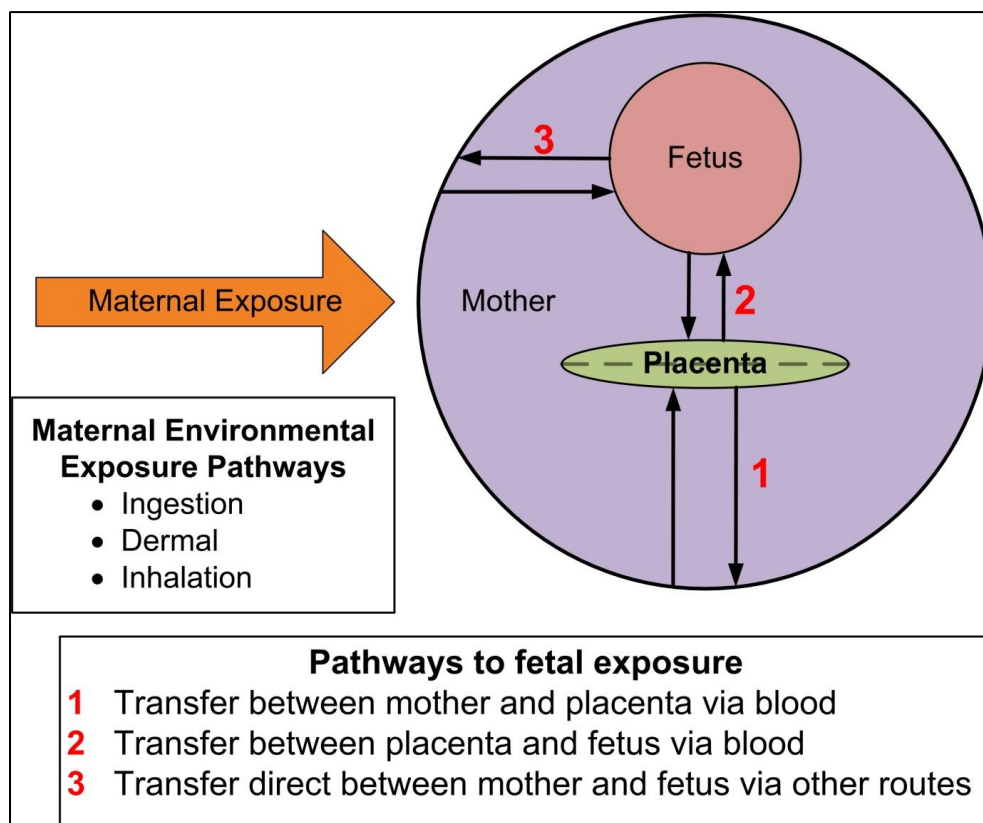 3
Fetus
Maternal Exposure
Mother
2
Placenta
1
Maternal Environmental
Exposure Pathways
• Ingestion
• Dermal
• Inhalation
Pathways to fetal exposure
1 Transfer between mother and placenta via blood
2 Transfer between placenta and fetus via blood
3 Transfer direct between mother and fetus via other routes